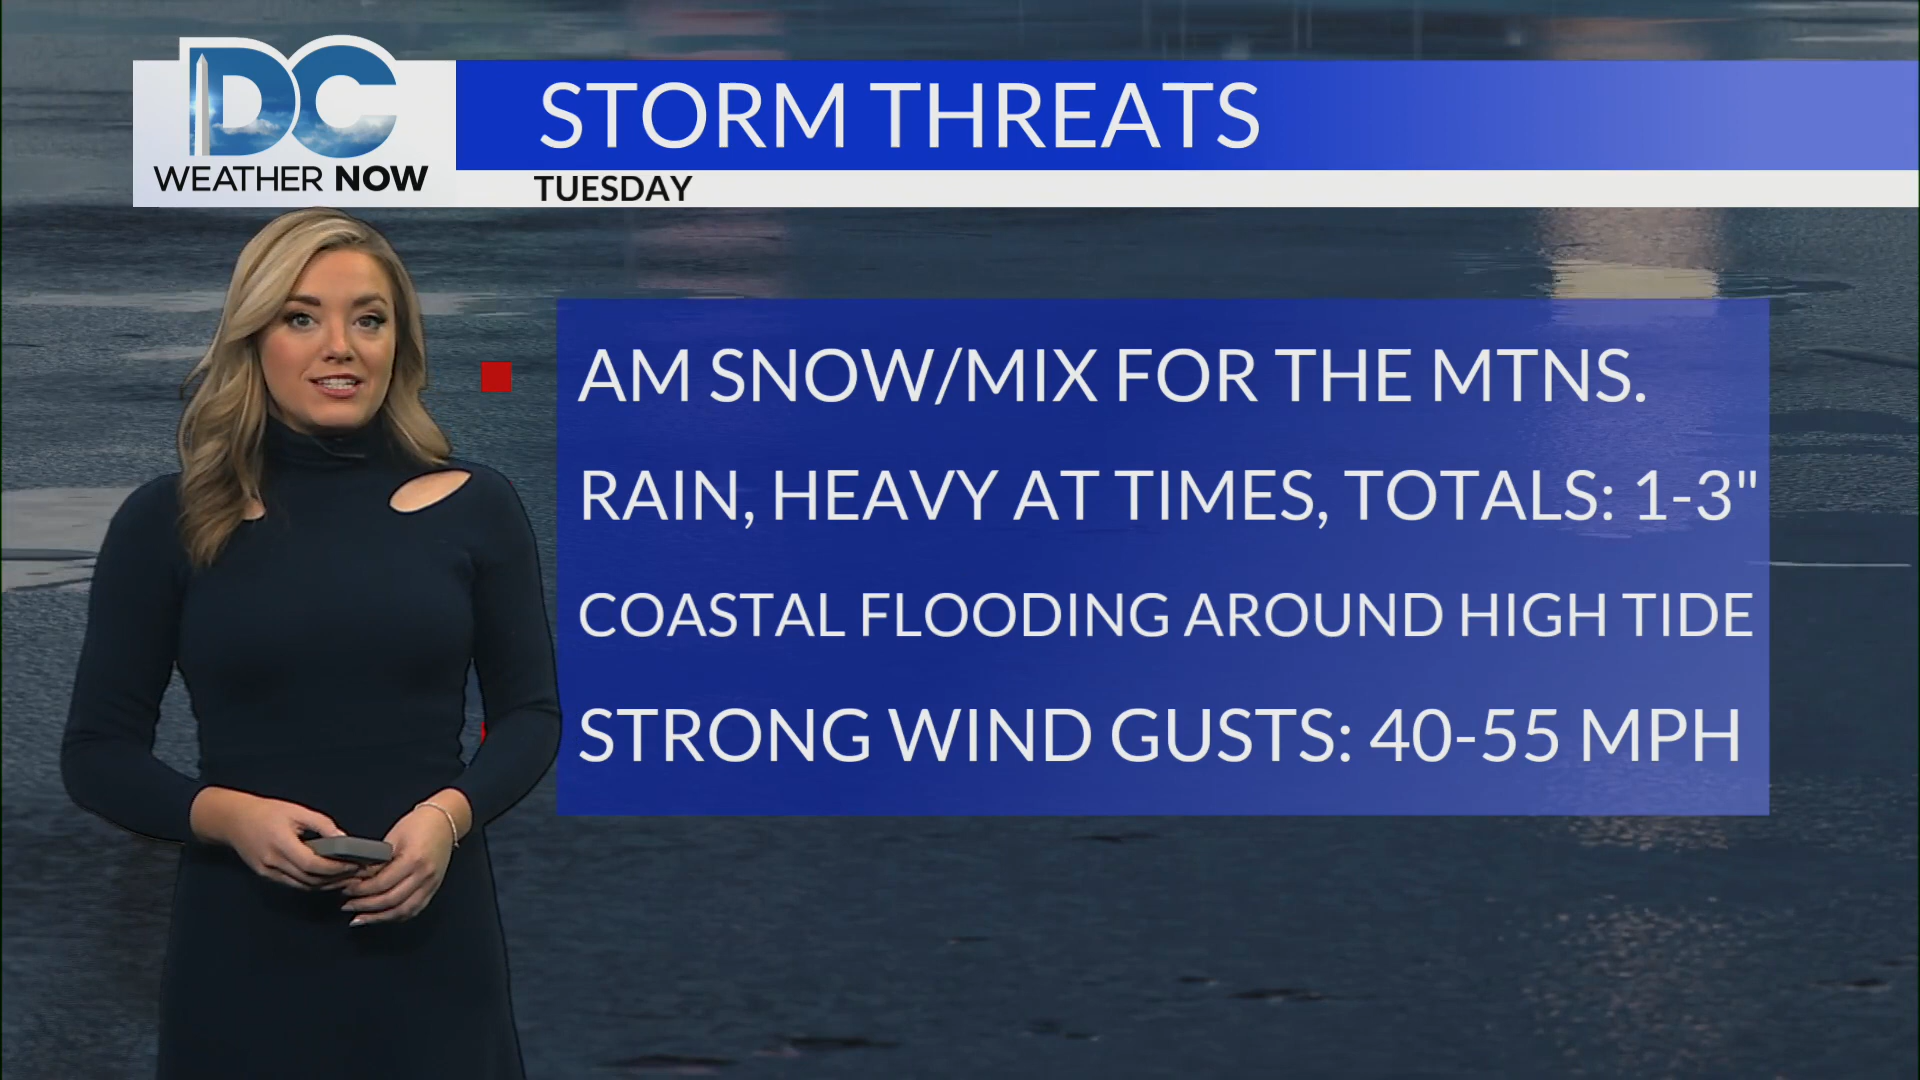 DC
WEATHER NOW
STORM THREATS
TUESDAY
AM SNOW/MIX FOR THE MTNS.
RAIN, HEAVY AT TIMES, TOTALS: 1-3"
COASTAL FLOODING AROUND HIGH TIDE
STRONG WIND GUSTS: 40-55 MPH